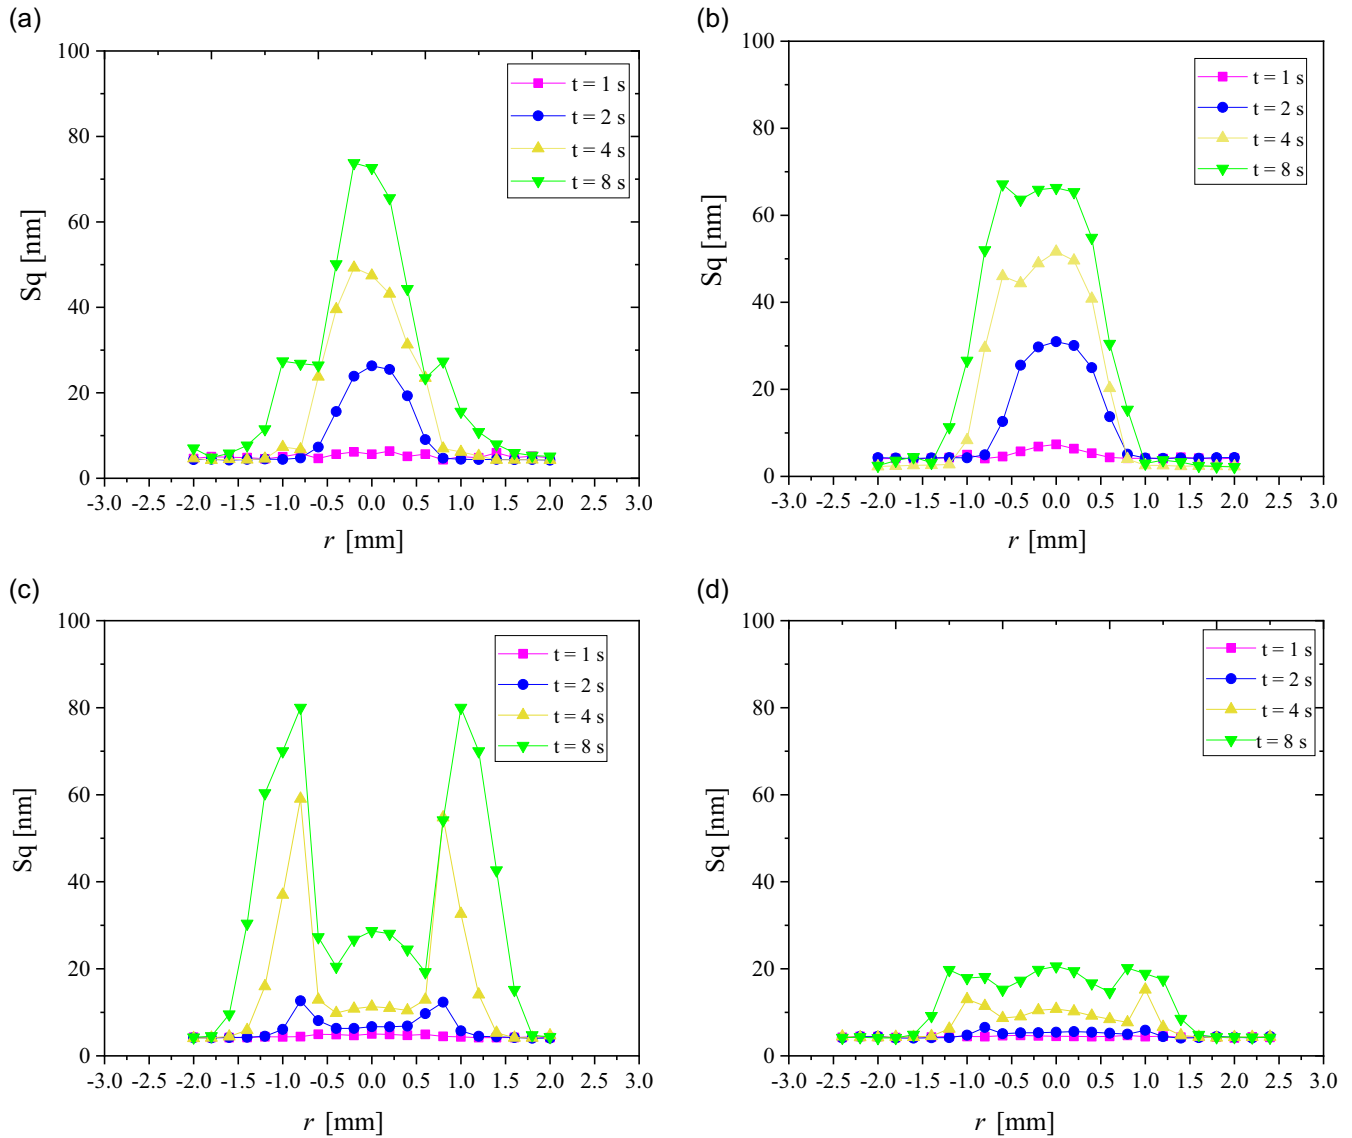 (a)
100
80
60
40
20
0
Sq [nm]
-3.0 -2.5 -2.0 -1.5 -1.0 -0.5 0.0 0.5 1.0 1.5 2.0 2.5 3.0
r [mm]
t = 1 s
t = 2 s
t = 4 s
t = 8 s
(b)
100
80
60
40
20
0
Sq [nm]
-3.0 -2.5 -2.0 -1.5 -1.0 -0.5 0.0 0.5 1.0 1.5 2.0 2.5 3.0
r [mm]
t = 1 s
t = 2 s
t = 4 s
t = 8 s
(c)
100
80
60
40
20
0
Sq [nm]
-3.0 -2.5 -2.0 -1.5 -1.0 -0.5 0.0 0.5 1.0 1.5 2.0 2.5 3.0
r [mm]
t = 1 s
t = 2 s
t = 4 s
t = 8 s
(d)
100
80
60
40
20
0
Sq [nm]
-3.0 -2.5 -2.0 -1.5 -1.0 -0.5 0.0 0.5 1.0 1.5 2.0 2.5 3.0
r [mm]
t = 1 s
t = 2 s
t = 4 s
t = 8 s